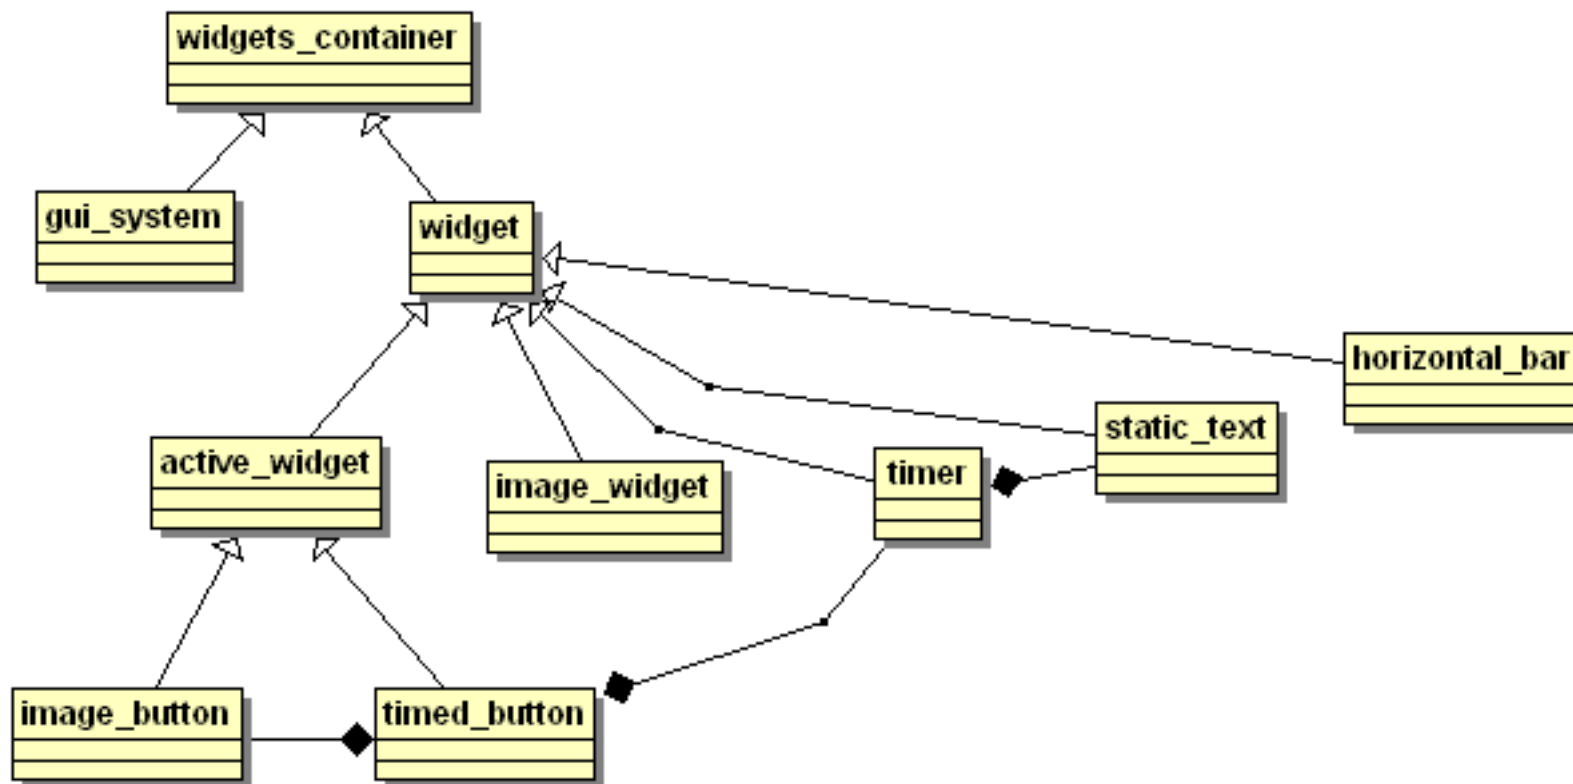 widgets_container
gui_system
widget
horizontal_bar
static_text
active_widget
timer
image_widget
image_button
timed_button